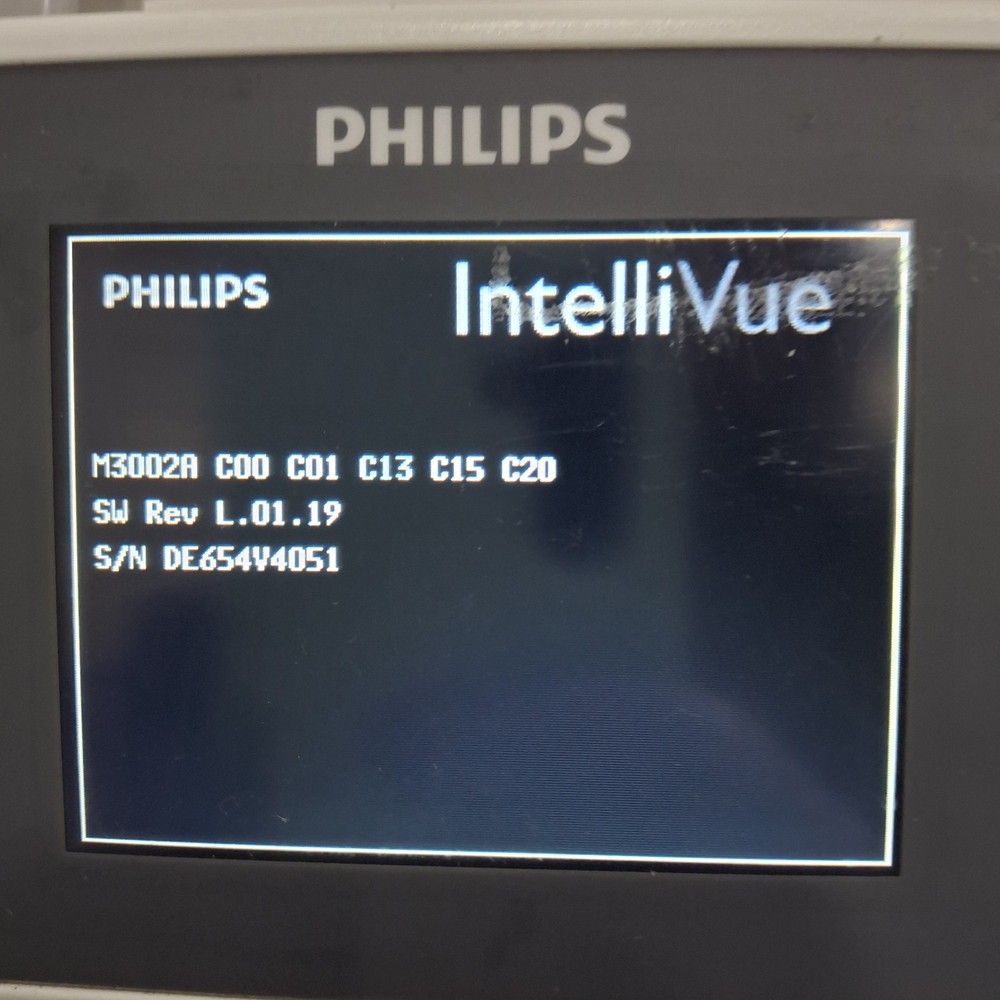 PHILIPS
PHILIPS IntelliVue
M3002A C00 C01 C13 C15 C20
SW Rev L.01.19
S/N DE654V4051